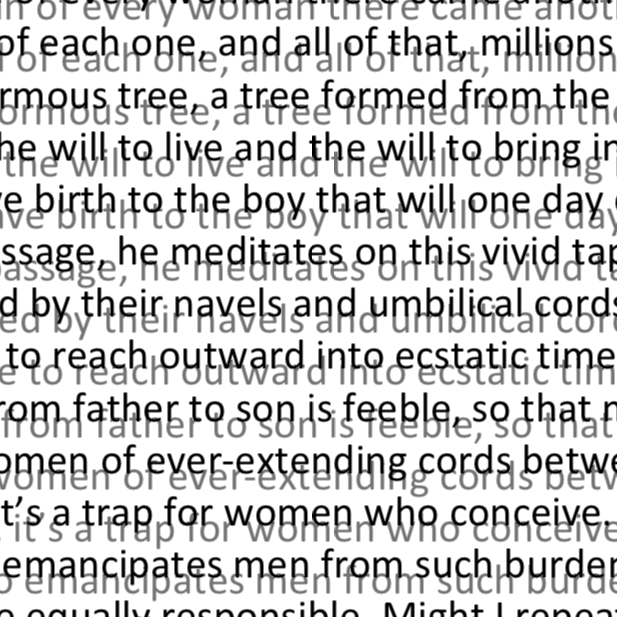 of every woman there came anot
of each one, and all of that, millions
rmous tree, a tree formed from the
he will to live and the will to bring in
ve birth to the boy that will one day
ssage, he meditates on this vivid tap
d by their navels and umbilical cords
to reach outward into ecstatic time
rom father to son is feeble, so that
omen of ever-extending cords betwe
t’s a trap for women who conceive.
emancipates men from such burden
equally responsible. Might I repeat